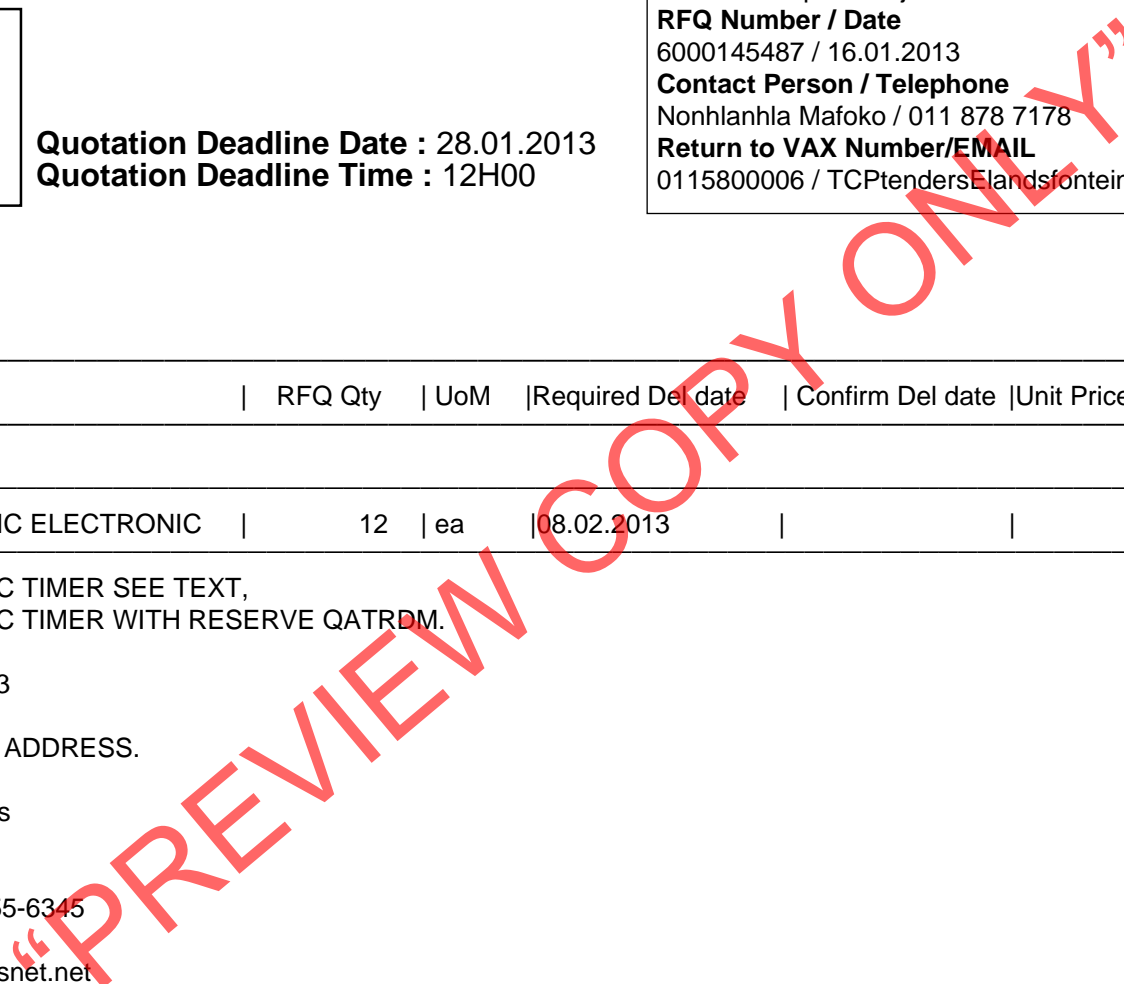 RFQ Number / Date
6000145487 / 16.01.2013
Contact Person / Telephone
Nonhlanhla Mafoko / 011 878 7178
Return to VAX Number/EMAIL
0115800006 / TCPtendersElandsfontein
Quotation Deadline Date : 28.01.2013
Quotation Deadline Time : 12H00
| RFQ Qty | UoM |Required Del date | Confirm Del date |Unit Price
IC ELECTRONIC | 12 | ea |08.02.2013 | |
C TIMER SEE TEXT,
C TIMER WITH RESERVE QATRDM.
3
ADDRESS.
s
55-6345
snet.net
“PREVIEW COPY ONLY”